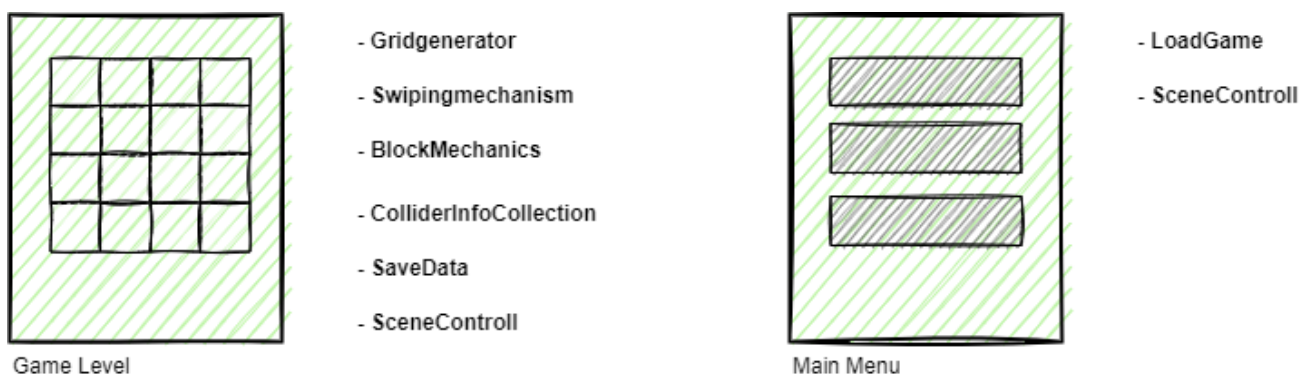 - Gridgenerator
- Swipingmechanism
- BlockMechanics
- ColliderInfoCollection
- SaveData
- SceneControll
Game Level
- LoadGame
- SceneControll
Main Menu